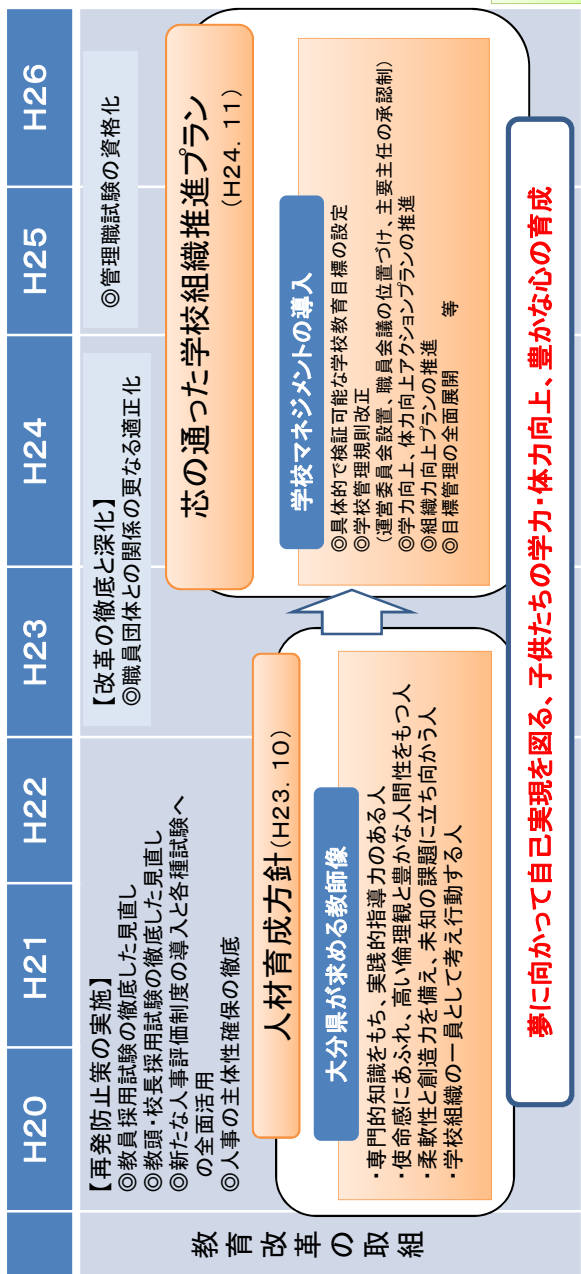 H20
H21
H22
H23
H24
H25
H26
教育改革の取組
【再発防止策の実施】
◎教員採用試験の徹底した見直し
◎教頭・校長採用試験の徹底した見直し
◎新たな人事評価制度の導入と各種試験へ
の全面活用
◎人事の主体性確保の徹底
【改革の徹底と深化】
◎職員団体との関係の更なる適正化
◎管理職試験の資格化
人材育成方針(H23．10)
大分県が求める教師像
・専門的知識をもち、実践的指導力のある人
・使命感にあふれ、高い倫理観と豊かな人間性をもつ人
・柔軟性と創造力を備え、未知の課題に立ち向かう人
・学校組織の一員として考え行動する人
芯の通った学校組織推進プラン
(H24．11)
学校マネジメントの導入
◎具体的で検証可能な学校教育目標の設定
◎学校管理規則改正
(運営委員会設置、職員会議の位置づけ、主要主任の承認制)
◎学力向上、体力向上アクションプランの推進
◎組織力向上プランの推進
◎目標管理の全面展開　　等
夢に向かって自己実現を図る、子供たちの学力・体力向上、豊かな心の育成